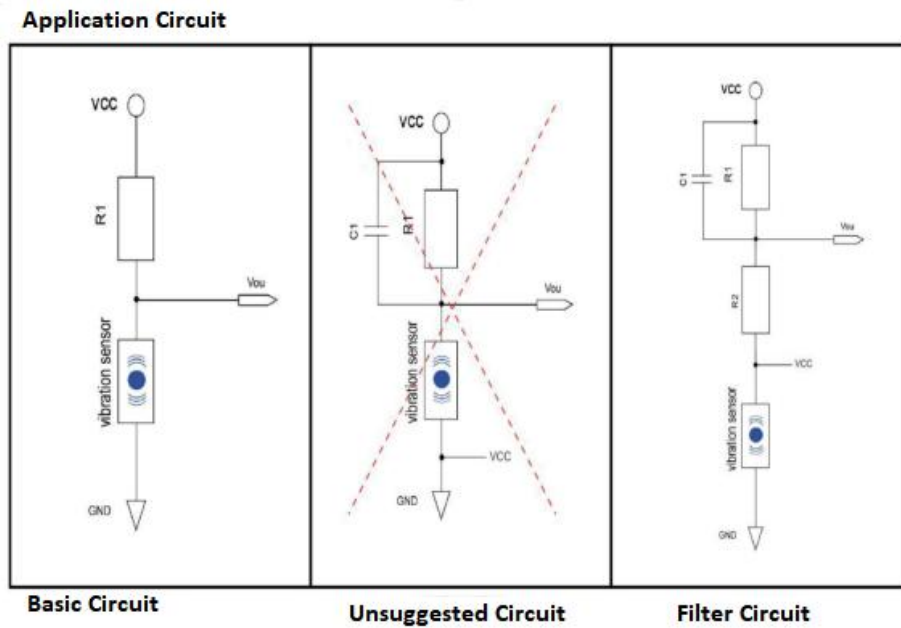 Application Circuit
VCC
R1
Vou
vibration sensor
GND
VCC
C1
R1
Vou
vibration sensor
VCC
GND
VCC
C1
R1
Vou
R2
VCC
vibration sensor
GND
Basic Circuit
Unsuggested Circuit
Filter Circuit